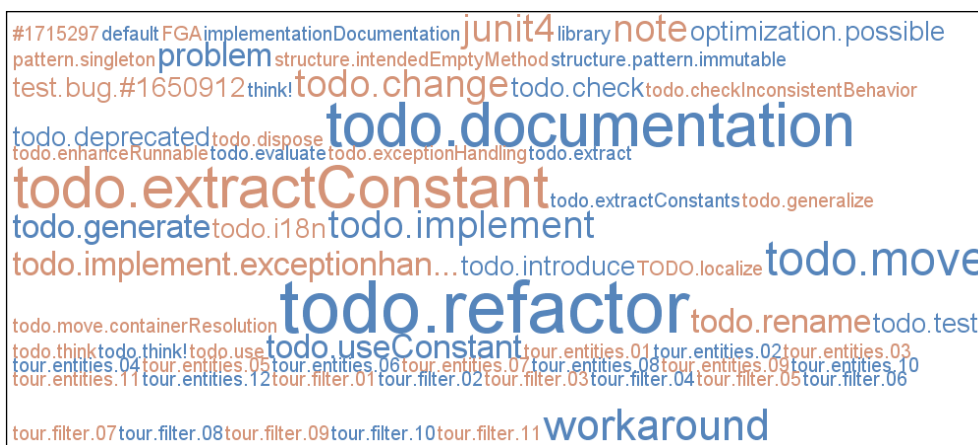 #1715297 default FGA implementationDocumentation junit4 library note optimization.possible
pattern.singleton problem structure.intendedEmptyMethod structure.pattern.immutable
test.bug.#1650912 think! todo.change todo.check todo.checkInconsistentBehavior
todo.deprecated todo.dispose todo.documentation
todo.enhanceRunnable todo.evaluate todo.exceptionHandling todo.extract
todo.extractConstant todo.extractConstants todo.generalize
todo.generate todo.i18n todo.implement
todo.implement.exceptionhan... todo.introduce TODO.localize todo.move
todo.move.containerResolution todo.refactor todo.rename todo.test
todo.think todo.think! todo.use todo.useConstant tour.entities.01 tour.entities.02 tour.entities.03
tour.entities.04 tour.entities.05 tour.entities.06 tour.entities.07 tour.entities.08 tour.entities.09 tour.entities.10
tour.entities.11 tour.entities.12 tour.filter.01 tour.filter.02 tour.filter.03 tour.filter.04 tour.filter.05 tour.filter.06
tour.filter.07 tour.filter.08 tour.filter.09 tour.filter.10 tour.filter.11 workaround